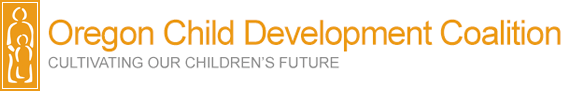 Oregon Child Development Coalition
CULTIVATING OUR CHILDREN'S FUTURE